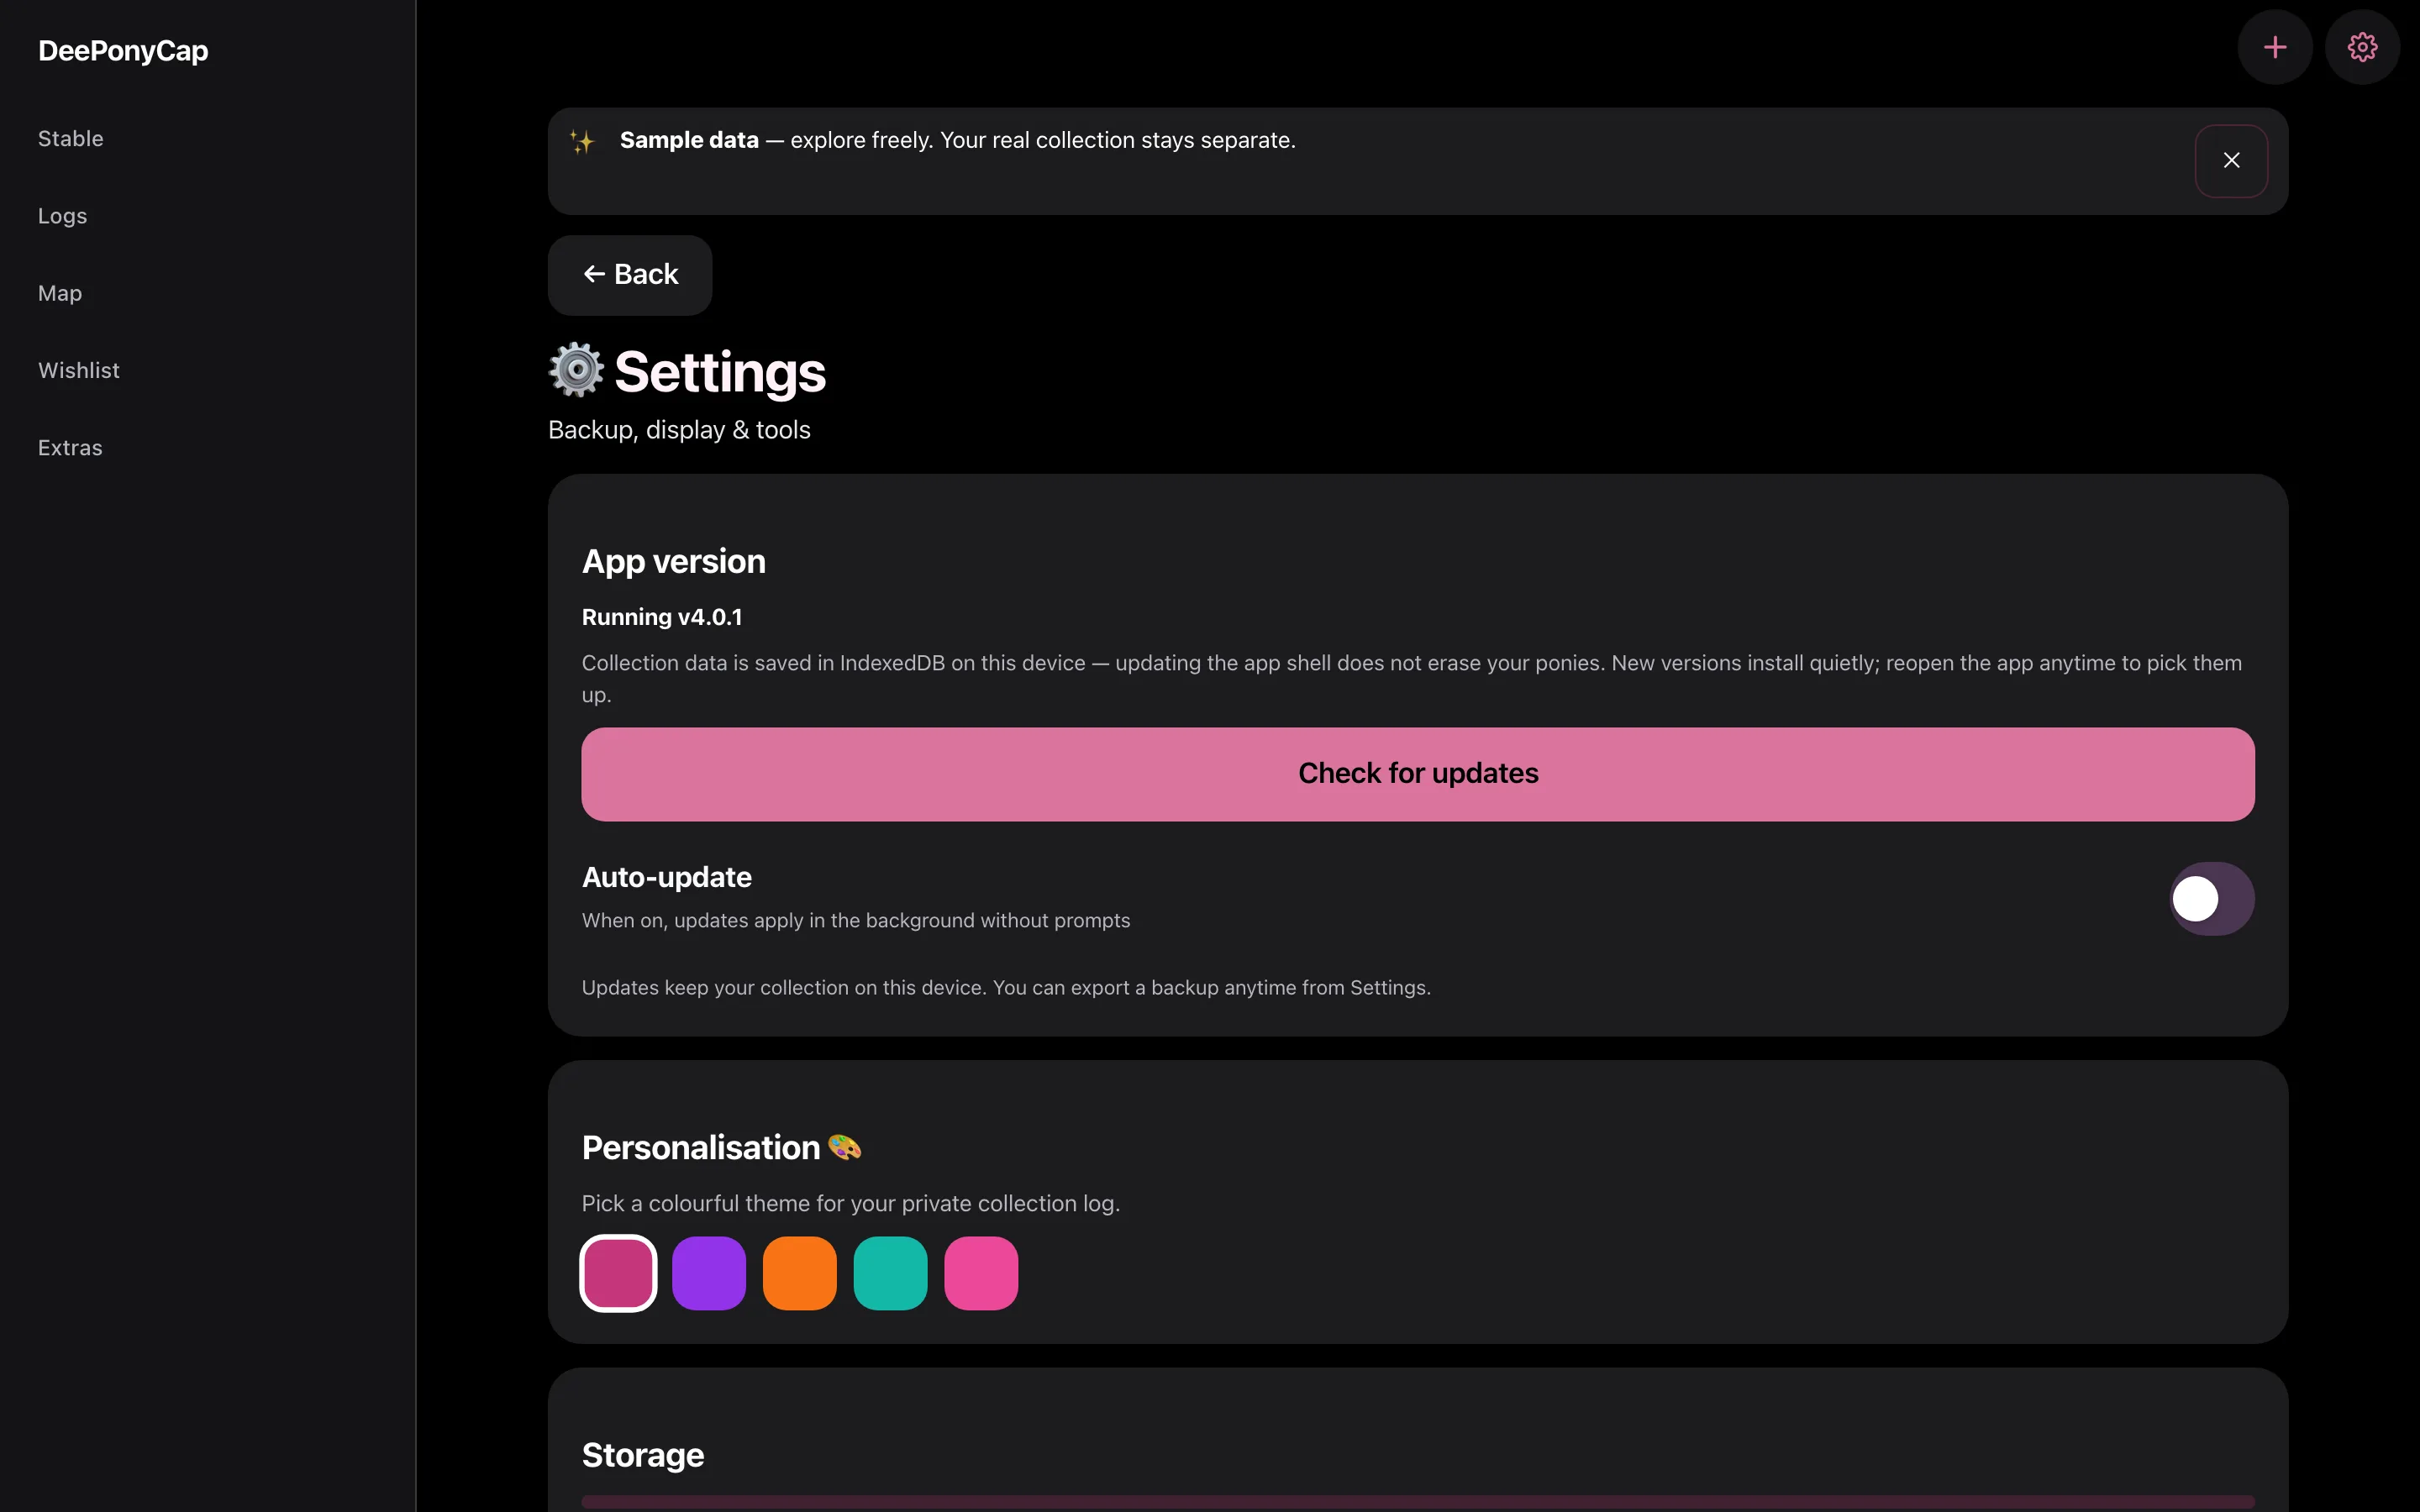 DeePonyCap
Stable
Logs
Map
Wishlist
Extras
Sample data — explore freely. Your real collection stays separate.
← Back
Settings
Backup, display & tools
App version
Running v4.0.1
Collection data is saved in IndexedDB on this device — updating the app shell does not erase your ponies. New versions install quietly; reopen the app anytime to pick them
up.
Check for updates
Auto-update
When on, updates apply in the background without prompts
Updates keep your collection on this device. You can export a backup anytime from Settings.
Personalisation
Pick a colourful theme for your private collection log.
Storage